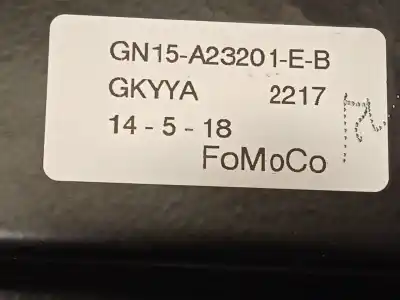 GN15-A23201-E-B
GKYYA 2217
14 - 5 - 18
FoMoCo